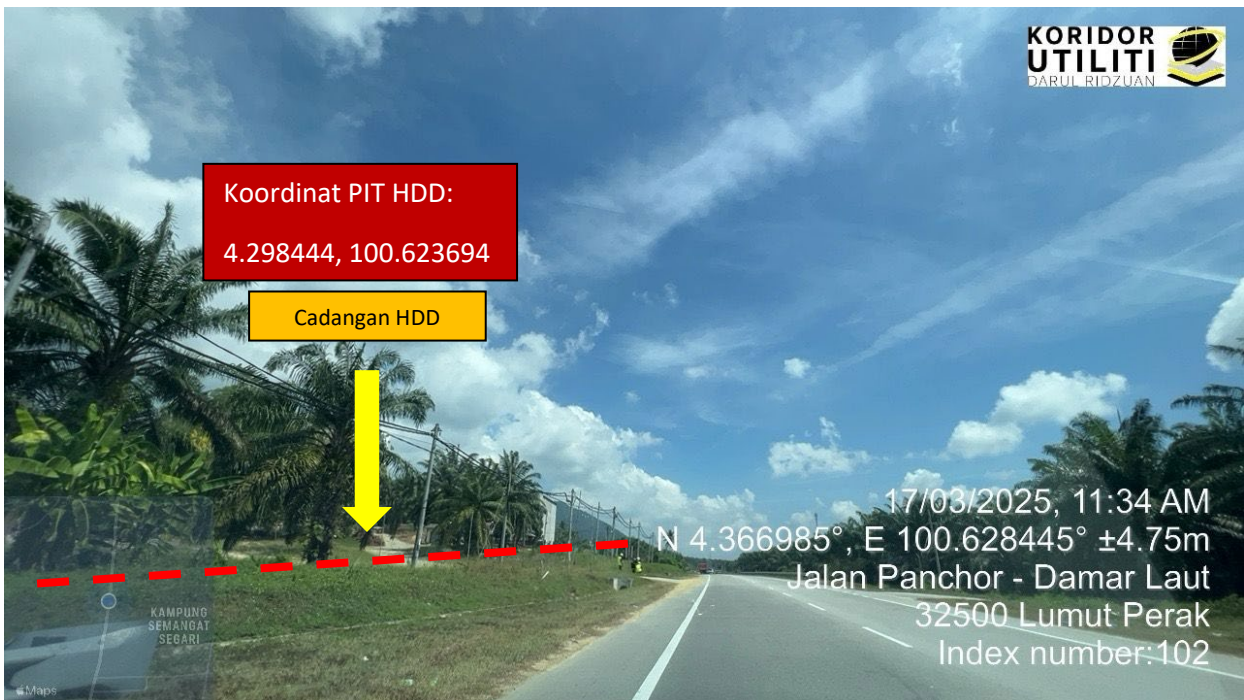 KORIDOR
UTILITI
DARUL RIDZUAN
Koordinat PIT HDD:
4.298444, 100.623694
Cadangan HDD
17/03/2025, 11:34 AM
N 4.366985°, E 100.628445° ±4.75m
Jalan Panchor - Damar Laut
32500 Lumut Perak
Index number:102
KAMPUNG
SEMANGAT
SEGARI
Maps